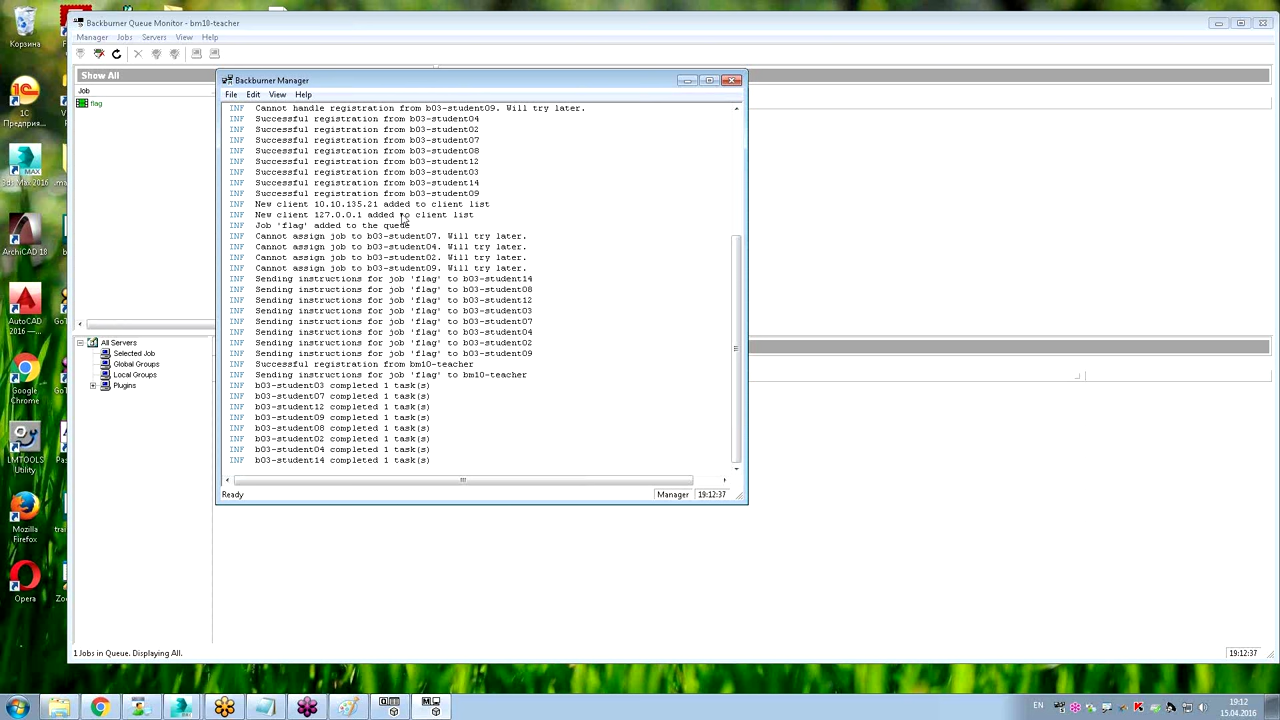 Корзина
1C
Предприя...
3ds Max 2016
ArchiCAD 18
AutoCAD
2016 —...
Google
Chrome
LMTOOLS
Utility
Mozilla
Firefox
Opera
Backburner Queue Monitor - bm10-teacher
Manager Jobs Servers View Help
Show All
Job
flag
Backburner Manager
File Edit View Help
INF Cannot handle registration from b03-student09. Will try later.
INF Successful registration from b03-student04
INF Successful registration from b03-student02
INF Successful registration from b03-student07
INF Successful registration from b03-student08
INF Successful registration from b03-student12
INF Successful registration from b03-student03
INF Successful registration from b03-student14
INF Successful registration from b03-student09
INF New client 10.10.135.21 added to client list
INF New client 127.0.0.1 added to client list
INF Job 'flag' added to the queue
INF Cannot assign job to b03-student07. Will try later.
INF Cannot assign job to b03-student04. Will try later.
INF Cannot assign job to b03-student02. Will try later.
INF Cannot assign job to b03-student09. Will try later.
INF Sending instructions for job 'flag' to b03-student14
INF Sending instructions for job 'flag' to b03-student08
INF Sending instructions for job 'flag' to b03-student12
INF Sending instructions for job 'flag' to b03-student03
INF Sending instructions for job 'flag' to b03-student07
INF Sending instructions for job 'flag' to b03-student04
INF Sending instructions for job 'flag' to b03-student02
INF Sending instructions for job 'flag' to b03-student09
INF Successful registration from bm10-teacher
INF Sending instructions for job 'flag' to bm10-teacher
INF b03-student03 completed 1 task(s)
INF b03-student07 completed 1 task(s)
INF b03-student12 completed 1 task(s)
INF b03-student09 completed 1 task(s)
INF b03-student08 completed 1 task(s)
INF b03-student02 completed 1 task(s)
INF b03-student04 completed 1 task(s)
INF b03-student14 completed 1 task(s)
Ready Manager 19:12:37
All Servers
Selected Job
Global Groups
Local Groups
Plugins
1 Jobs in Queue. Displaying All. 19:12:37
EN 19:12
15.04.2016